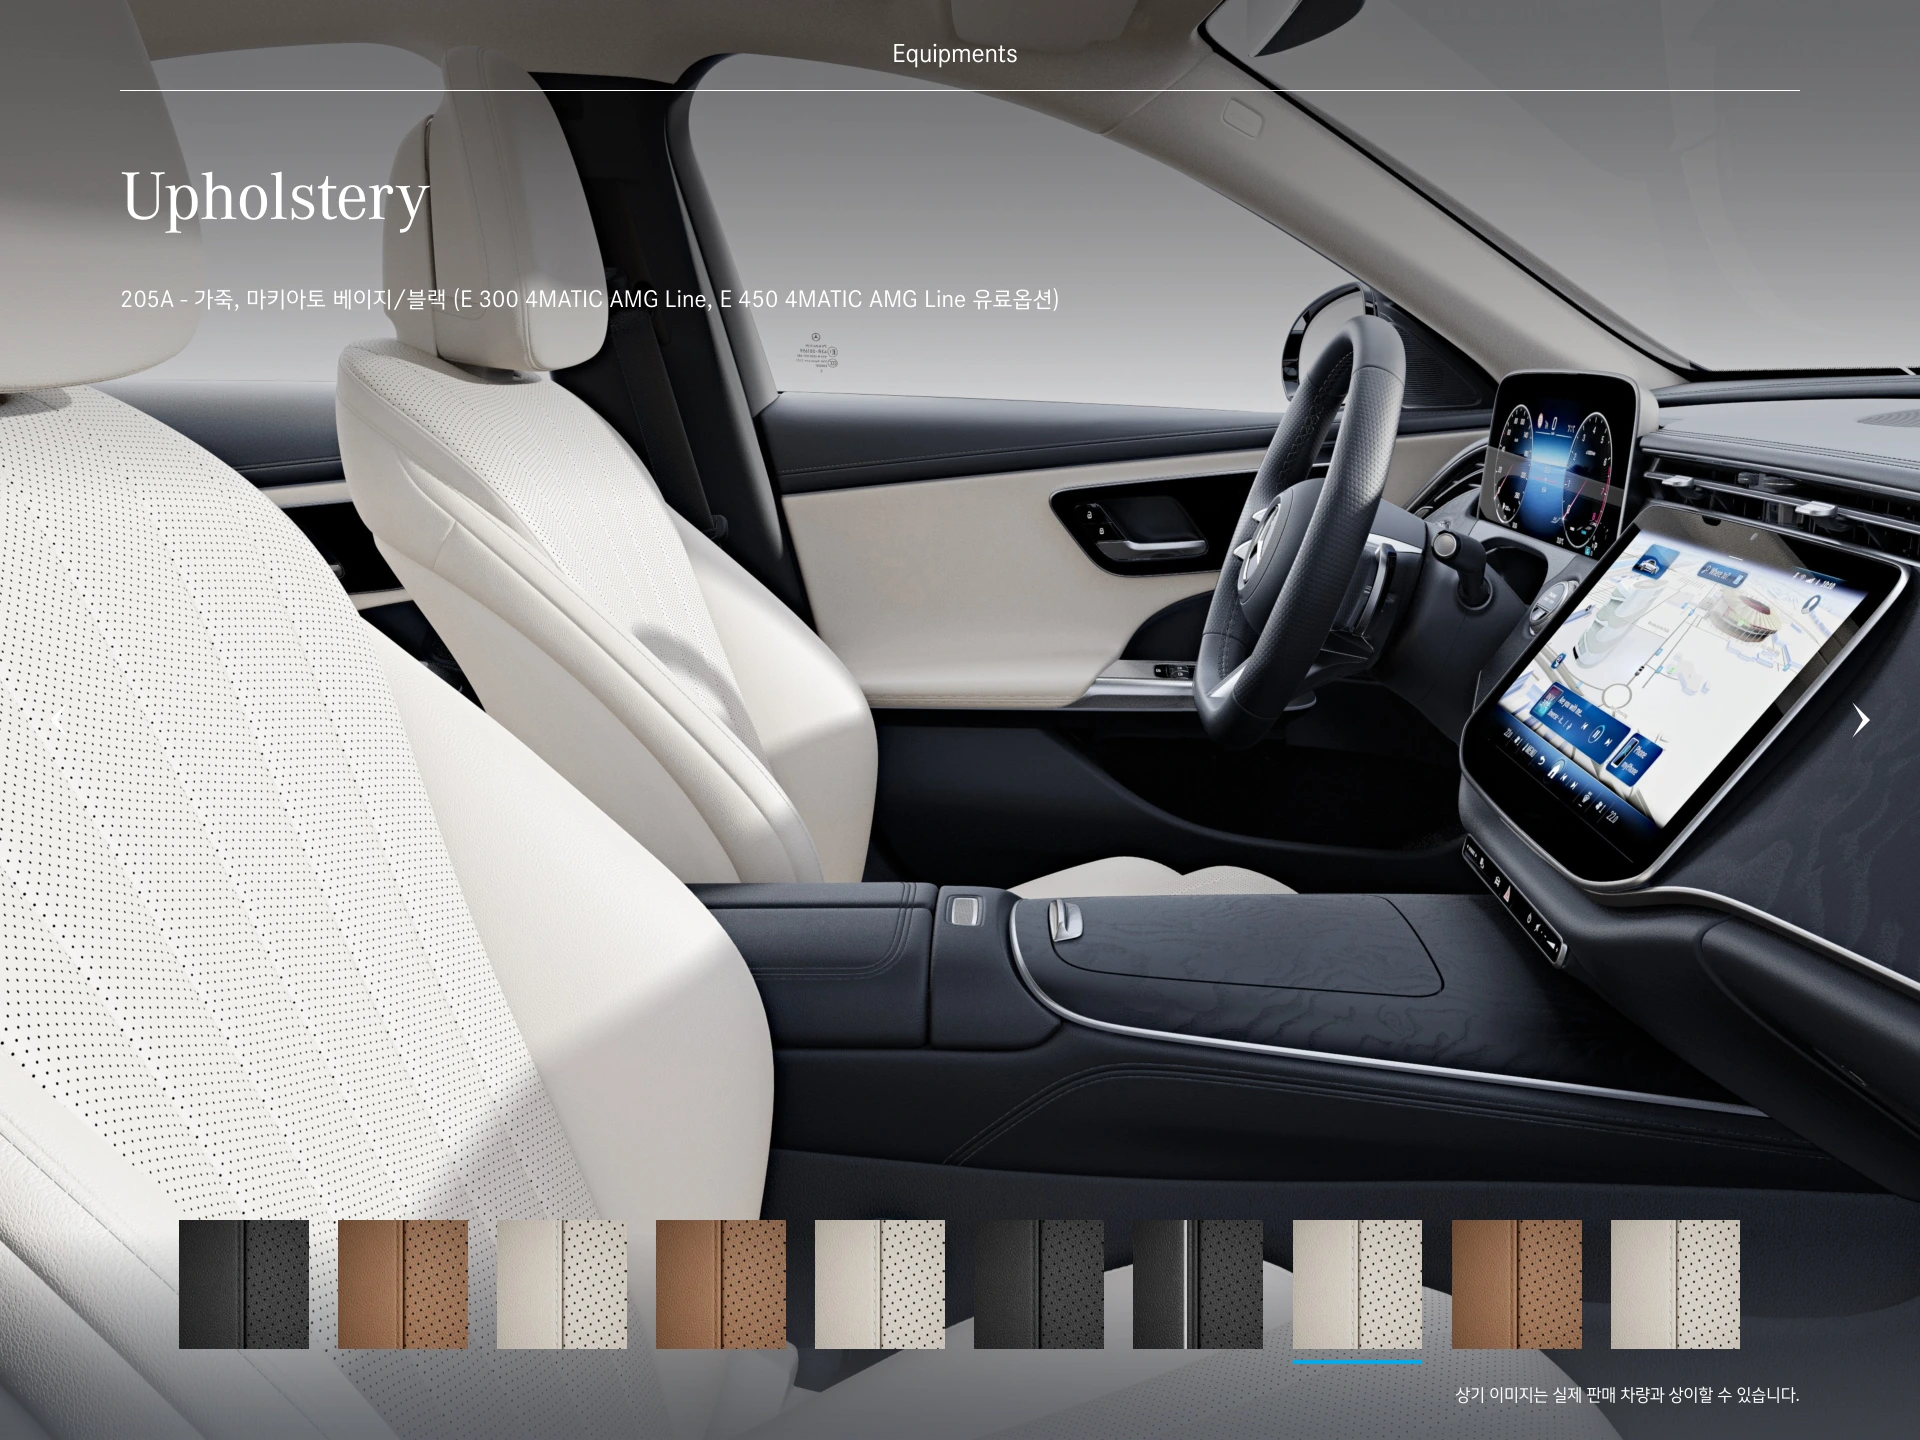 Equipments
Upholstery
205A - 가죽, 마키아토 베이지/블랙 (E 300 4MATIC AMG Line, E 450 4MATIC AMG Line 유료옵션)
상기 이미지는 실제 판매 차량과 상이할 수 있습니다.